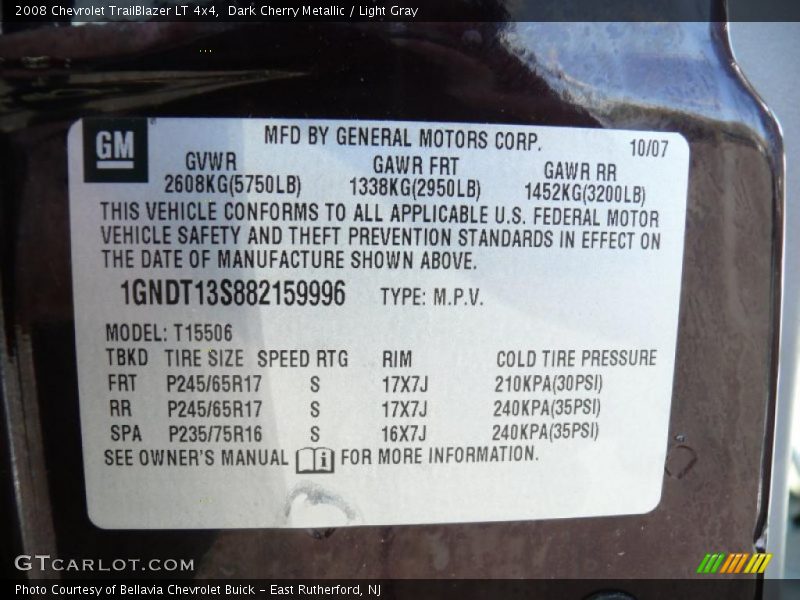 2008 Chevrolet TrailBlazer LT 4x4,  Dark Cherry Metallic / Light Gray
GM
MFD BY GENERAL MOTORS CORP.
10/07
GVWR GAWR FRT GAWR RR
2608KG(5750LB) 1338KG(2950LB) 1452KG(3200LB)
THIS VEHICLE CONFORMS TO ALL APPLICABLE U.S. FEDERAL MOTOR
VEHICLE SAFETY AND THEFT PREVENTION STANDARDS IN EFFECT ON
THE DATE OF MANUFACTURE SHOWN ABOVE.
1GNDT13S882159996 TYPE: M.P.V.
MODEL: T15506
TBKD TIRE SIZE SPEED RTG RIM COLD TIRE PRESSURE
FRT P245/65R17 S 17X7J 210KPA(30PSI)
RR P245/65R17 S 17X7J 240KPA(35PSI)
SPA P235/75R16 S 16X7J 240KPA(35PSI)
SEE OWNER'S MANUAL i FOR MORE INFORMATION.
GTCARLOT.COM
Photo Courtesy of Bellavia Chevrolet Buick – East Rutherford, NJ